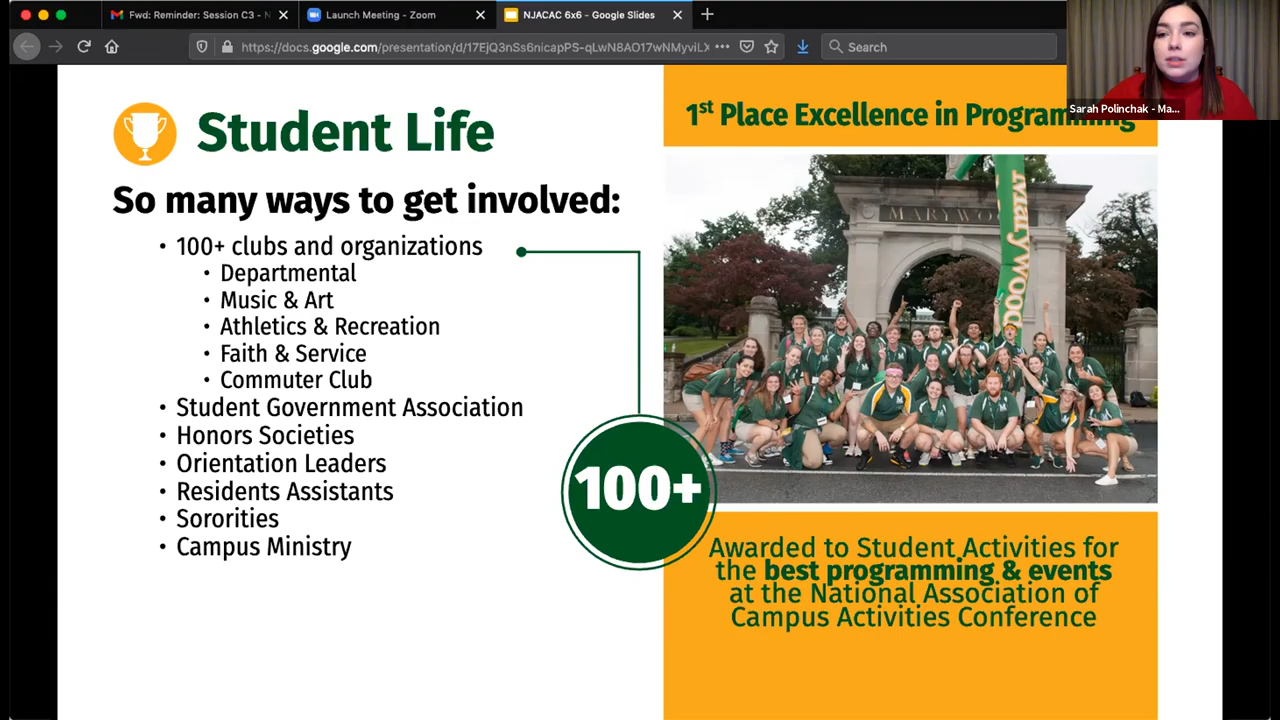 Fwd: Reminder: Session C3 - N
Launch Meeting - Zoom
NJACAC 6x6 - Google Slides
https://docs.google.com/presentation/d/17EjQ3nSs6nicapPS-qLwN8AO17wNMyviLX
Search
Sarah Polinchak - Ma...
Student Life
So many ways to get involved:
• 100+ clubs and organizations
• Departmental
• Music & Art
• Athletics & Recreation
• Faith & Service
• Commuter Club
• Student Government Association
• Honors Societies
• Orientation Leaders
• Residents Assistants
• Sororities
• Campus Ministry
100+
1st Place Excellence in Programming
MARYWOO
MARYWOOD
Awarded to Student Activities for
the best programming & events
at the National Association of
Campus Activities Conference